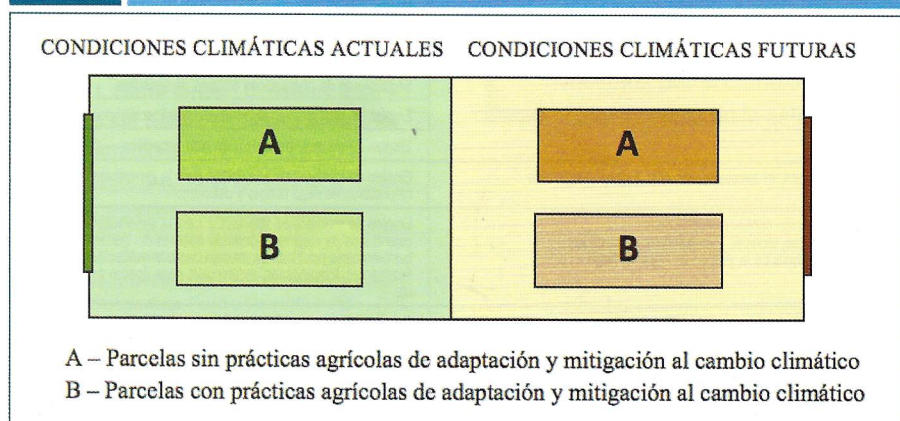 CONDICIONES CLIMÁTICAS ACTUALES CONDICIONES CLIMÁTICAS FUTURAS
A A
B B
A – Parcelas sin prácticas agrícolas de adaptación y mitigación al cambio climático
B – Parcelas con prácticas agrícolas de adaptación y mitigación al cambio climático